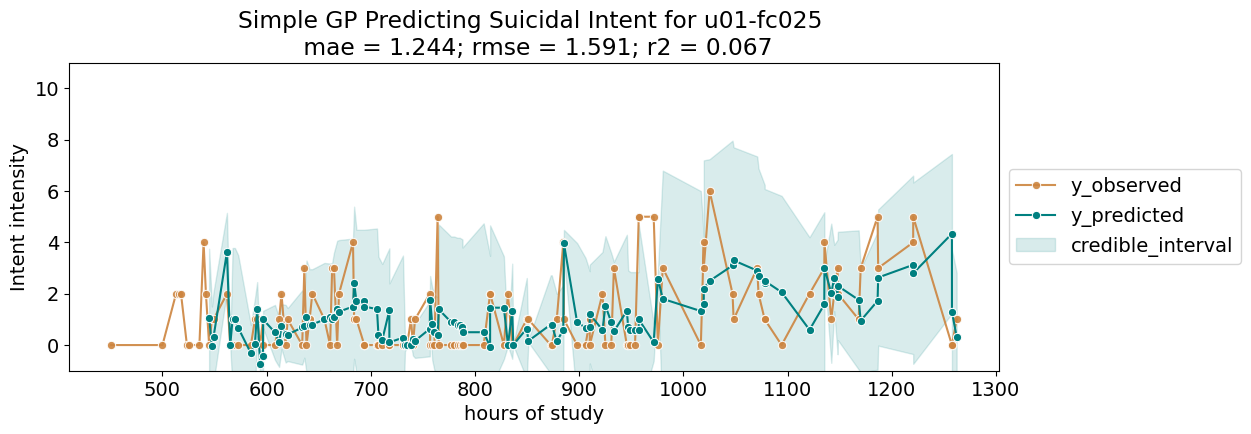 Simple GP Predicting Suicidal Intent for u01-fc025
mae = 1.244; rmse = 1.591; r2 = 0.067
Intent intensity
10
8
6
4
2
0
500 600 700 800 900 1000 1100 1200 1300
hours of study
y_observed
y_predicted
credible_interval